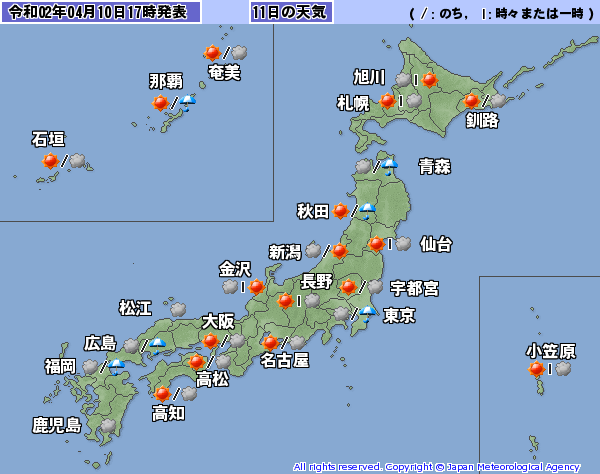 令和02年04月10日17時発表 11日の天気 ( /: のち, |: 時々または一時 )
奄美
那覇
石垣
旭川
札幌
釧路
青森
秋田
仙台
新潟
金沢
長野
宇都宮
松江
大阪
東京
広島
名古屋
小笠原
福岡
高松
高知
鹿児島
All rights reserved. Copyright © Japan Meteorological Agency